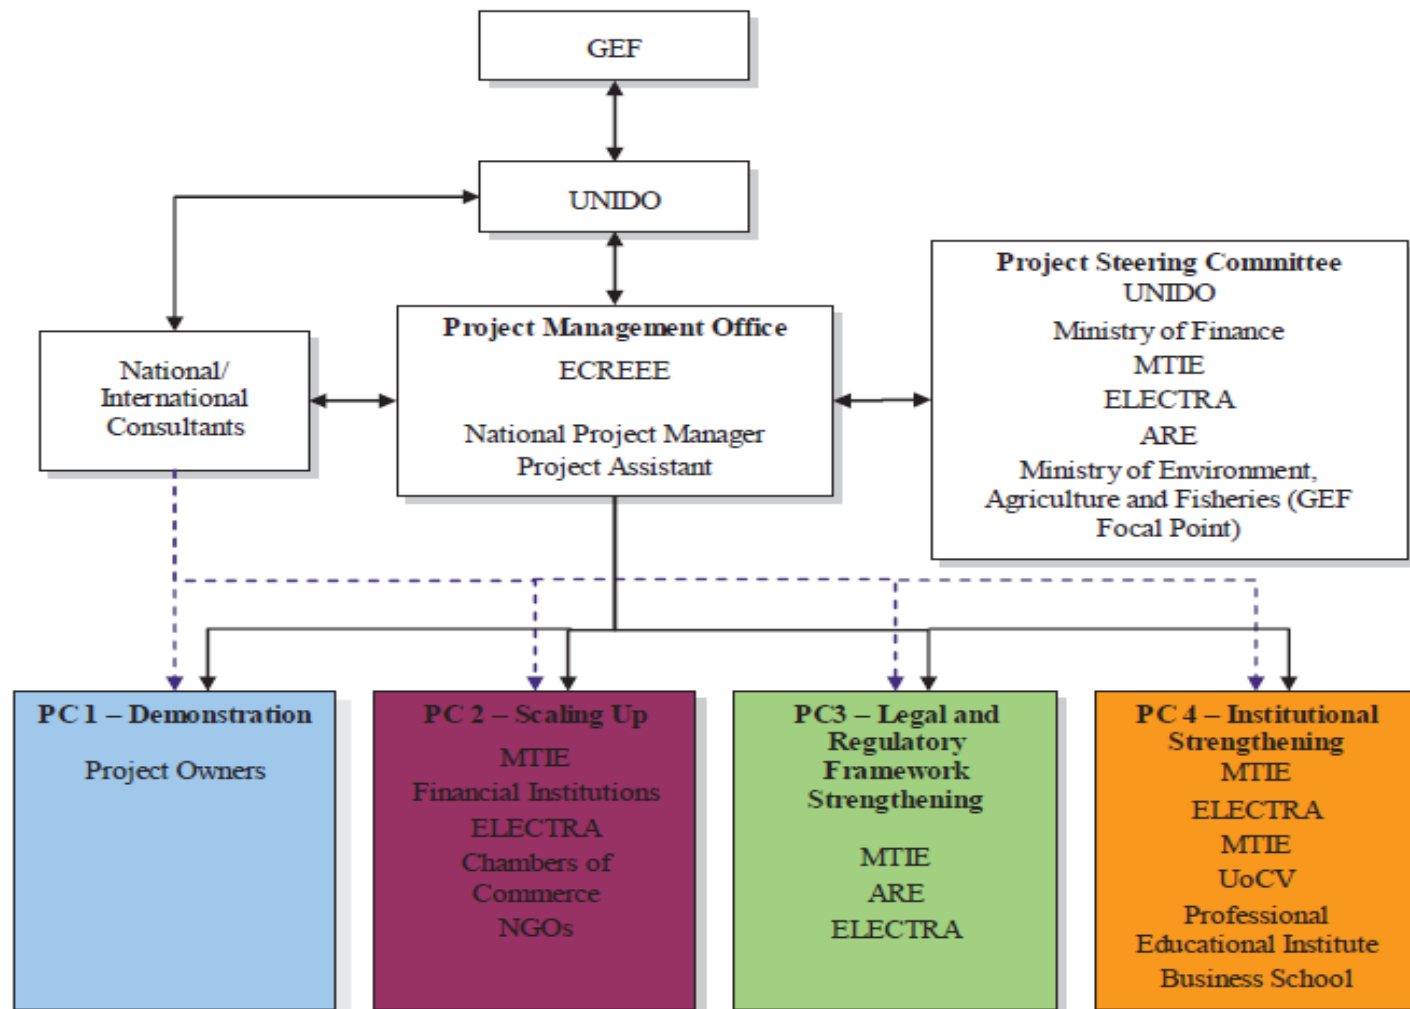 GEF
UNIDO
Project Steering Committee
UNIDO
Ministry of Finance
MTIE
ELECTRA
ARE
Ministry of Environment,
Agriculture and Fisheries (GEF
Focal Point)
Project Management Office
ECREEE
National Project Manager
Project Assistant
National/
International
Consultants
PC 1 – Demonstration
Project Owners
PC 2 – Scaling Up
MTIE
Financial Institutions
ELECTRA
Chambers of
Commerce
NGOs
PC3 – Legal and
Regulatory
Framework
Strengthening
MTIE
ARE
ELECTRA
PC 4 – Institutional
Strengthening
MTIE
ELECTRA
MTIE
UoCV
Professional
Educational Institute
Business School